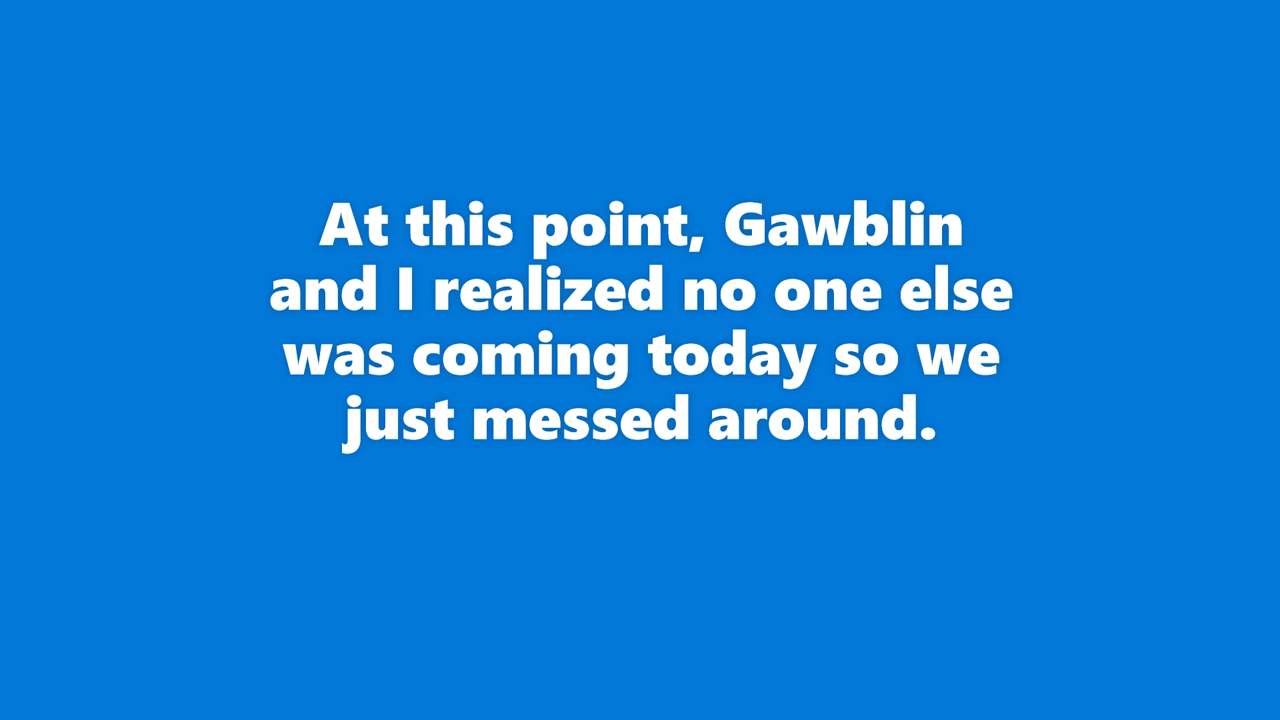 At this point, Gawblin
and I realized no one else
was coming today so we
just messed around.